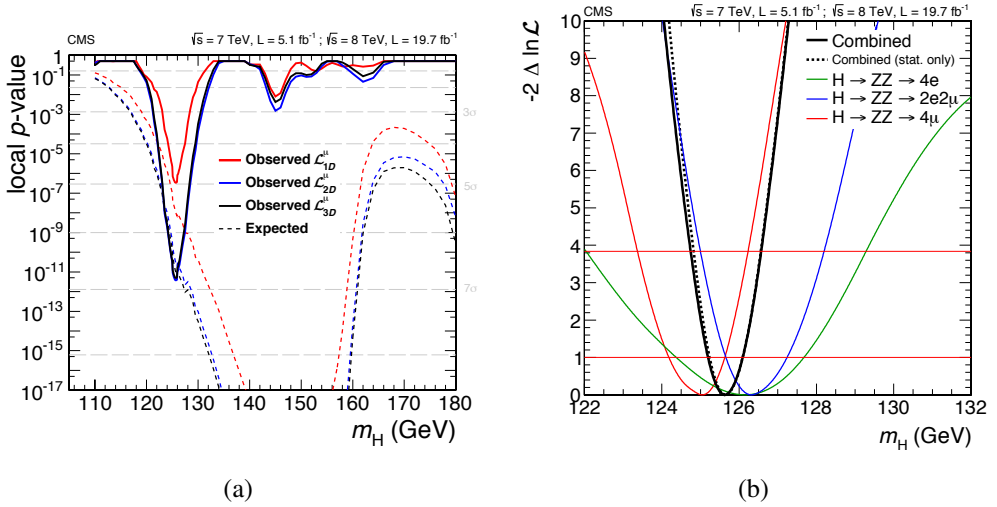 CMS √s = 7 TeV, L = 5.1 fb⁻¹ ; √s = 8 TeV, L = 19.7 fb⁻¹
local p-value
1
10⁻¹
10⁻³
10⁻⁵
10⁻⁷
10⁻⁹
10⁻¹¹
10⁻¹³
10⁻¹⁵
10⁻¹⁷
3σ
5σ
7σ
Observed ℒ^μ_1D
Observed ℒ^μ_2D
Observed ℒ^μ_3D
Expected
110 120 130 140 150 160 170 180
m_H (GeV)
(a)
CMS √s = 7 TeV, L = 5.1 fb⁻¹ ; √s = 8 TeV, L = 19.7 fb⁻¹
-2 Δ ln ℒ
10
9
8
7
6
5
4
3
2
1
0
Combined
Combined (stat. only)
H → ZZ → 4e
H → ZZ → 2e2μ
H → ZZ → 4μ
122 124 126 128 130 132
m_H (GeV)
(b)